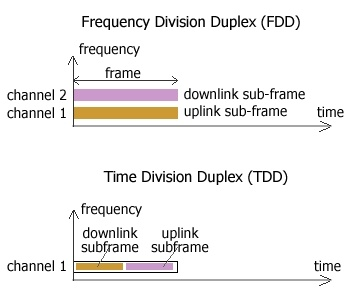 Frequency Division Duplex (FDD)
frequency
frame
channel 2
downlink sub-frame
channel 1
uplink sub-frame
time
Time Division Duplex (TDD)
frequency
downlink
subframe
uplink
subframe
channel 1
time